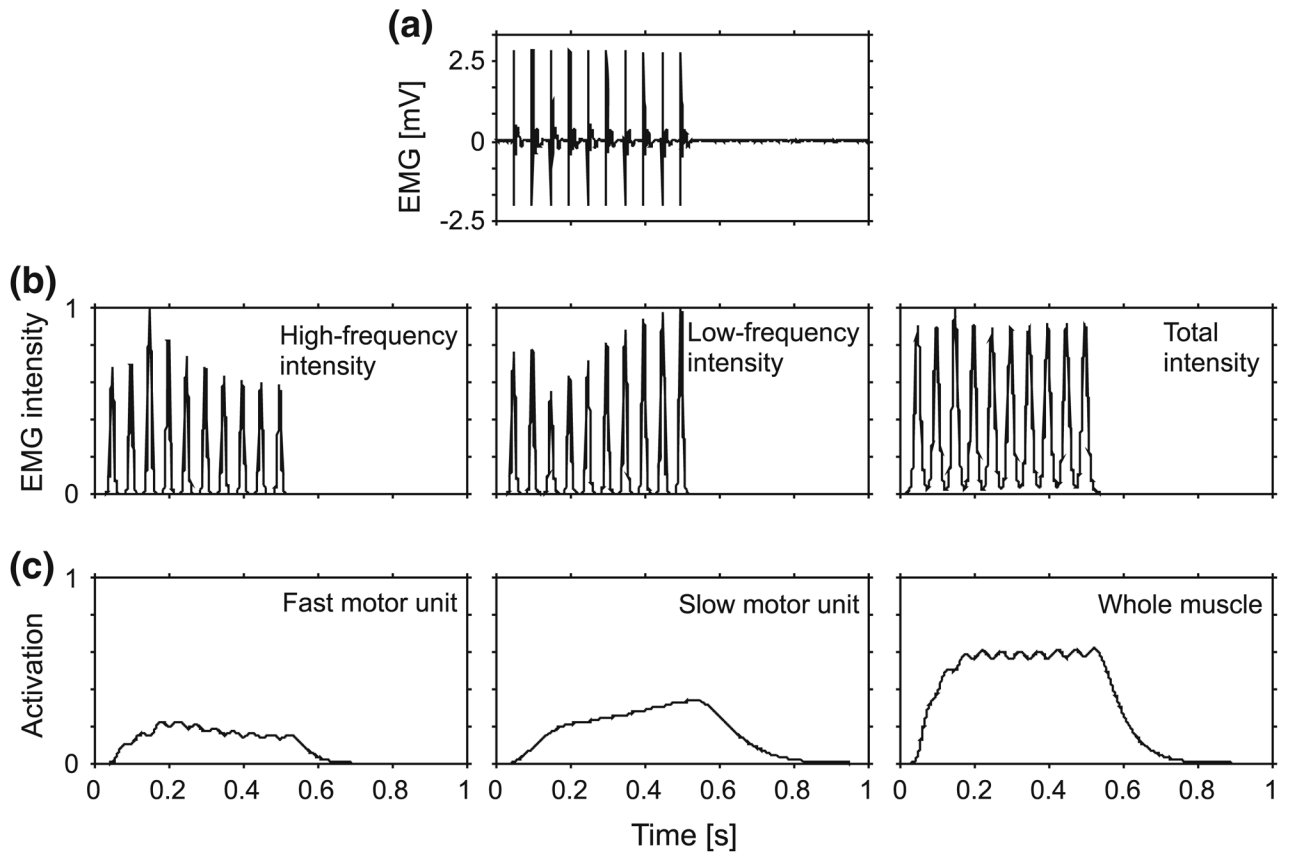 (a)
2.5
0
-2.5
EMG [mV]
(b)
1
0
EMG intensity
High-frequency
intensity
Low-frequency
intensity
Total
intensity
(c)
1
0
Activation
Fast motor unit
Slow motor unit
Whole muscle
0 0.2 0.4 0.6 0.8 1
0 0.2 0.4 0.6 0.8 1
0 0.2 0.4 0.6 0.8 1
Time [s]